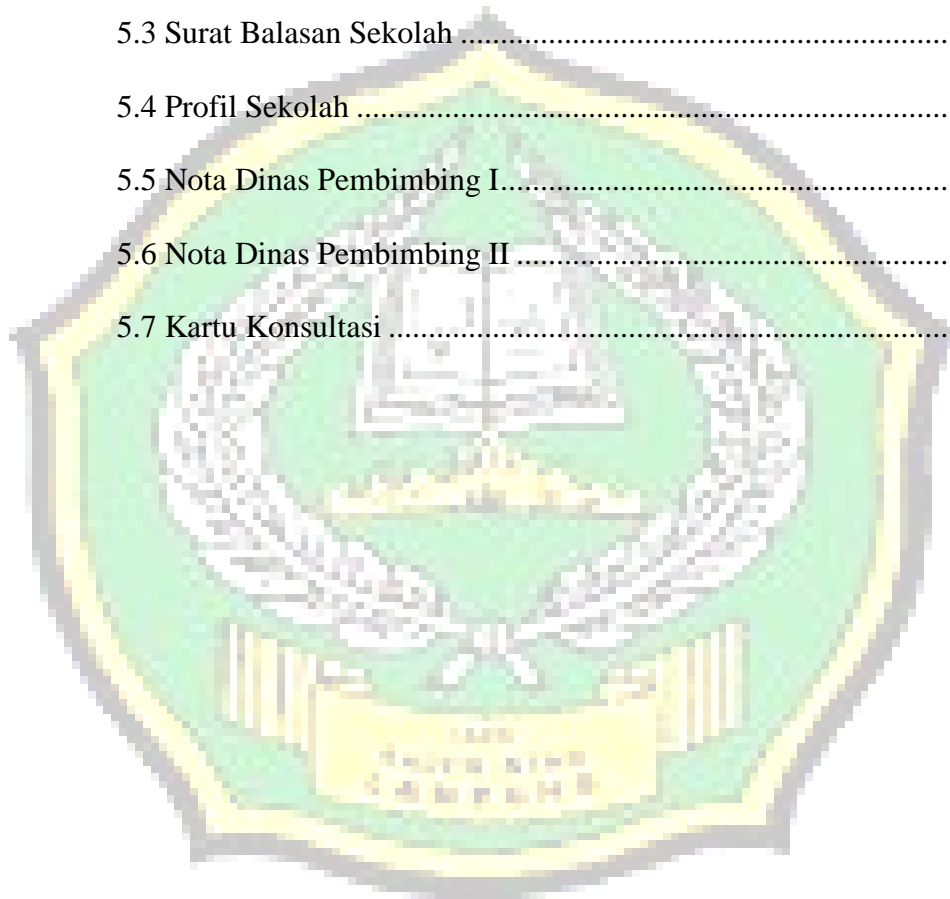 5.3 Surat Balasan Sekolah .............................................................
5.4 Profil Sekolah ..........................................................................
5.5 Nota Dinas Pembimbing I........................................................
5.6 Nota Dinas Pembimbing II ......................................................
5.7 Kartu Konsultasi ......................................................................